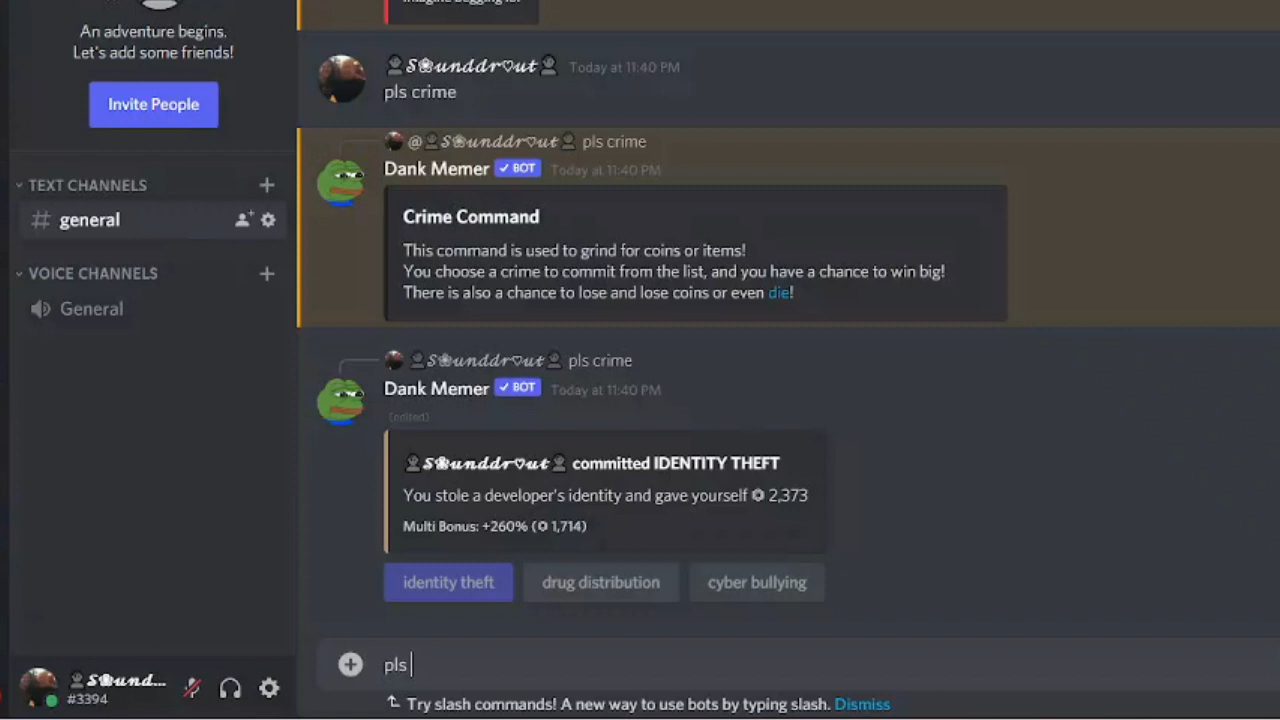 An adventure begins.
Let's add some friends!
Invite People
TEXT CHANNELS
# general
VOICE CHANNELS
General
👤𝓢❀𝓾𝓷𝓭𝓭𝓻♡𝓾𝓽👤 Today at 11:40 PM
pls crime
@👤𝓢❀𝓾𝓷𝓭𝓭𝓻♡𝓾𝓽👤 pls crime
Dank Memer ✓ BOT Today at 11:40 PM
Crime Command
This command is used to grind for coins or items!
You choose a crime to commit from the list, and you have a chance to win big!
There is also a chance to lose and lose coins or even die!
👤𝓢❀𝓾𝓷𝓭𝓭𝓻♡𝓾𝓽👤 pls crime
Dank Memer ✓ BOT Today at 11:40 PM
(edited)
👤𝓢❀𝓾𝓷𝓭𝓭𝓻♡𝓾𝓽👤 committed IDENTITY THEFT
You stole a developer's identity and gave yourself ⏣ 2,373
Multi Bonus: +260% (⏣ 1,714)
identity theft
drug distribution
cyber bullying
pls
Try slash commands! A new way to use bots by typing slash. Dismiss
👤𝓢❀𝓾𝓷𝓭...
#3394